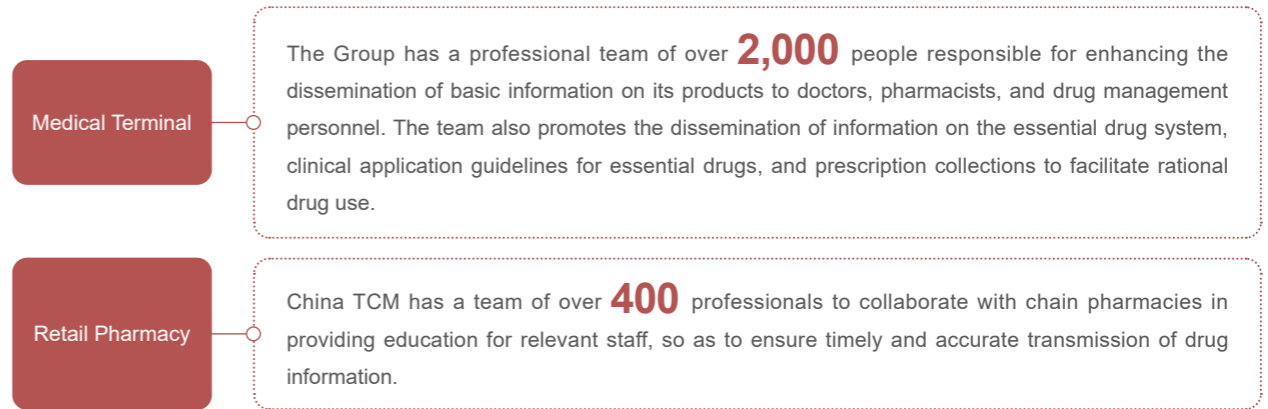 Medical Terminal
The Group has a professional team of over 2,000 people responsible for enhancing the
dissemination of basic information on its products to doctors, pharmacists, and drug management
personnel. The team also promotes the dissemination of information on the essential drug system,
clinical application guidelines for essential drugs, and prescription collections to facilitate rational
drug use.
Retail Pharmacy
China TCM has a team of over 400 professionals to collaborate with chain pharmacies in
providing education for relevant staff, so as to ensure timely and accurate transmission of drug
information.